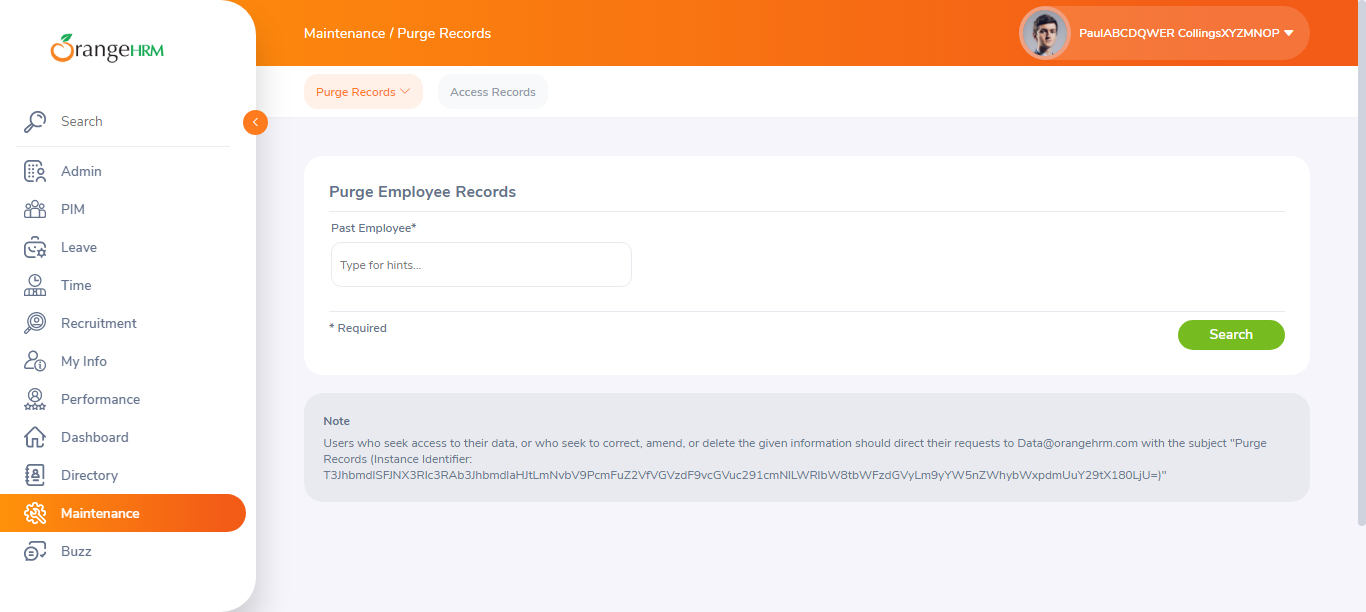 OrangeHRM
Maintenance / Purge Records
PaulABCDQWER CollingsXYZMNOP
Purge Records
Access Records
Search
Admin
PIM
Leave
Time
Recruitment
My Info
Performance
Dashboard
Directory
Maintenance
Buzz
Purge Employee Records
Past Employee*
Type for hints...
* Required
Search
Note
Users who seek access to their data, or who seek to correct, amend, or delete the given information should direct their requests to Data@orangehrm.com with the subject "Purge
Records (Instance Identifier: